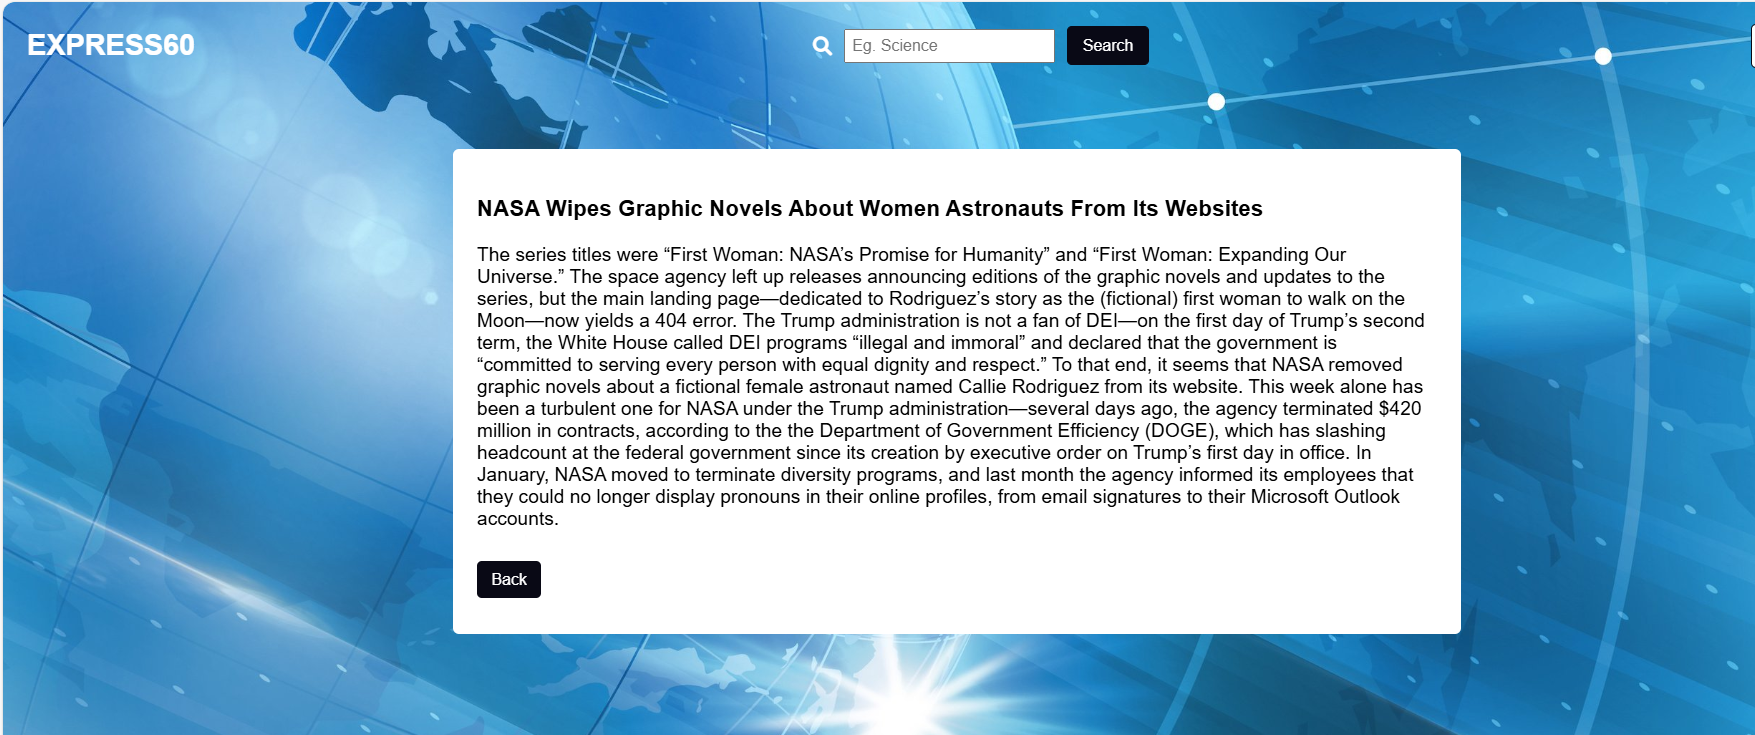 EXPRESS60
Eg. Science
Search
NASA Wipes Graphic Novels About Women Astronauts From Its Websites
The series titles were “First Woman: NASA’s Promise for Humanity” and “First Woman: Expanding Our
Universe.” The space agency left up releases announcing editions of the graphic novels and updates to the
series, but the main landing page—dedicated to Rodriguez’s story as the (fictional) first woman to walk on the
Moon—now yields a 404 error. The Trump administration is not a fan of DEI—on the first day of Trump’s second
term, the White House called DEI programs “illegal and immoral” and declared that the government is
“committed to serving every person with equal dignity and respect.” To that end, it seems that NASA removed
graphic novels about a fictional female astronaut named Callie Rodriguez from its website. This week alone has
been a turbulent one for NASA under the Trump administration—several days ago, the agency terminated $420
million in contracts, according to the the Department of Government Efficiency (DOGE), which has slashing
headcount at the federal government since its creation by executive order on Trump’s first day in office. In
January, NASA moved to terminate diversity programs, and last month the agency informed its employees that
they could no longer display pronouns in their online profiles, from email signatures to their Microsoft Outlook
accounts.
Back